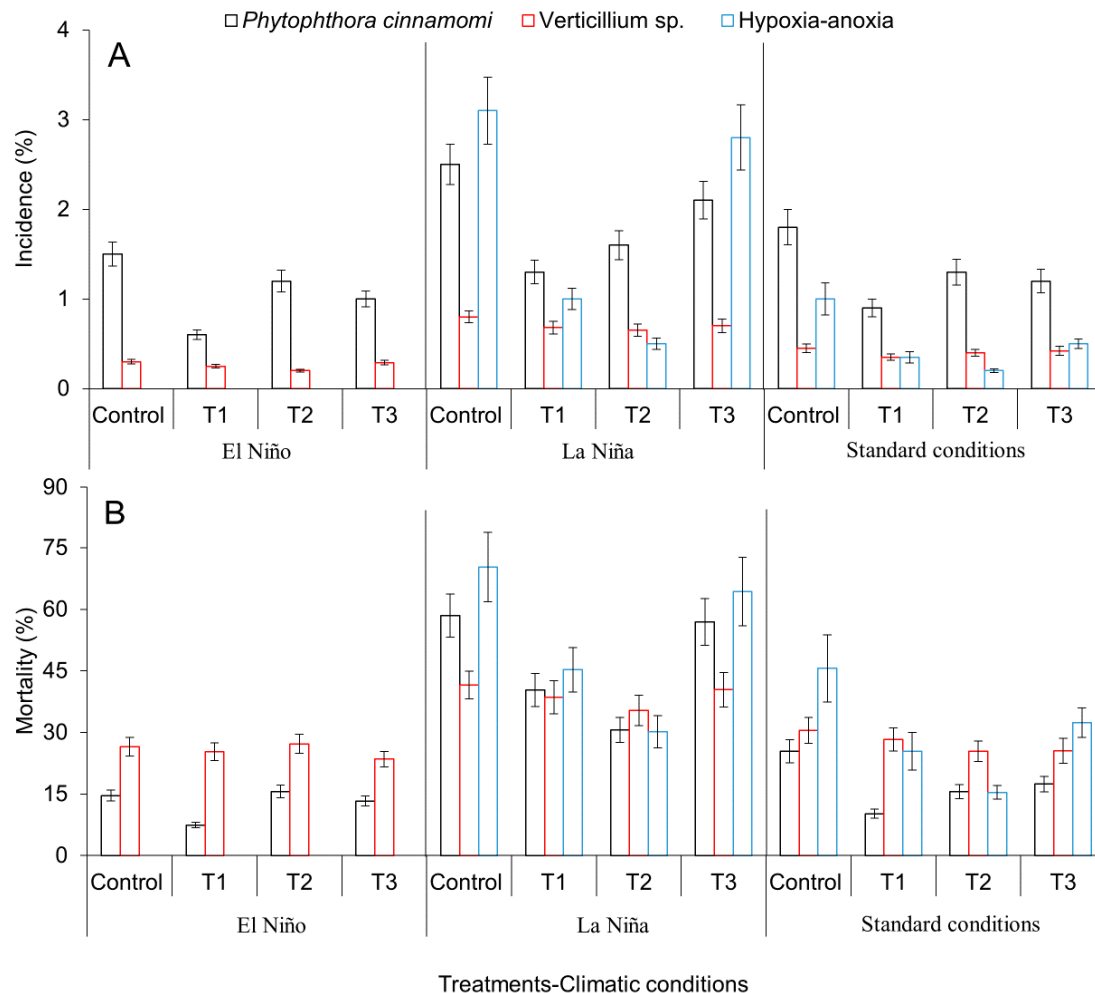 Phytophthora cinnamomi Verticillium sp. Hypoxia-anoxia
A
Incidence (%)
4
3
2
1
0
Control T1 T2 T3 Control T1 T2 T3 Control T1 T2 T3
El Niño La Niña Standard conditions
B
Mortality (%)
90
75
60
45
30
15
0
Control T1 T2 T3 Control T1 T2 T3 Control T1 T2 T3
El Niño La Niña Standard conditions
Treatments-Climatic conditions